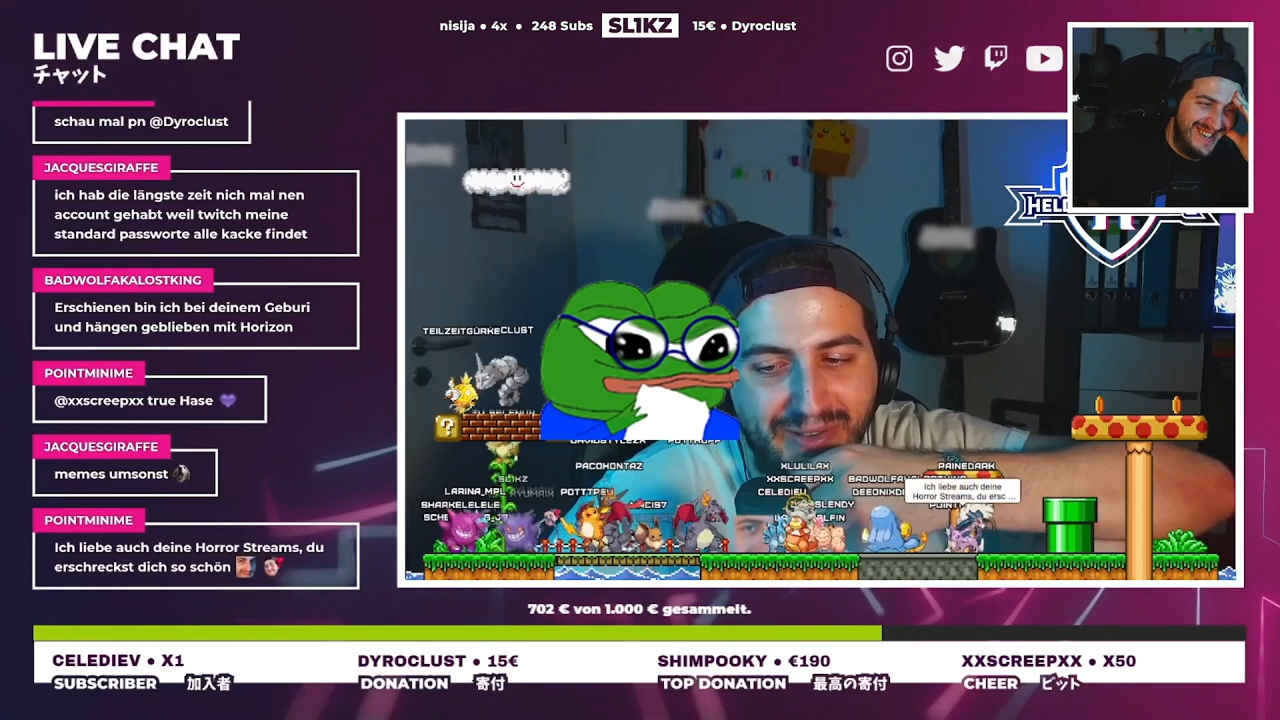 nisija • 4x • 248 Subs SL1KZ 15€ • Dyroclust
LIVE CHAT
チャット
schau mal pn @Dyroclust
JACQUESGIRAFFE
ich hab die längste zeit nich mal nen
account gehabt weil twitch meine
standard passworte alle kacke findet
BADWOLFAKALOSTKING
Erschienen bin ich bei deinem Geburi
und hängen geblieben mit Horizon
POINTMINIME
@xxscreepxx true Hase
JACQUESGIRAFFE
memes umsonst
POINTMINIME
Ich liebe auch deine Horror Streams, du
erschreckst dich so schön
PACOHONTAZ
XLULILAX
PAINEDARK
XXSCREEPXX
CELEDIEV
LARINA_MPL
Ich liebe auch deine
Horror Streams, du ersc ...
702 € von 1.000 € gesammelt.
CELEDIEV • X1
SUBSCRIBER 加入者
DYROCLUST • 15€
DONATION 寄付
SHIMPOOKY • €190
TOP DONATION 最高の寄付
XXSCREEPXX • X50
CHEER ビット